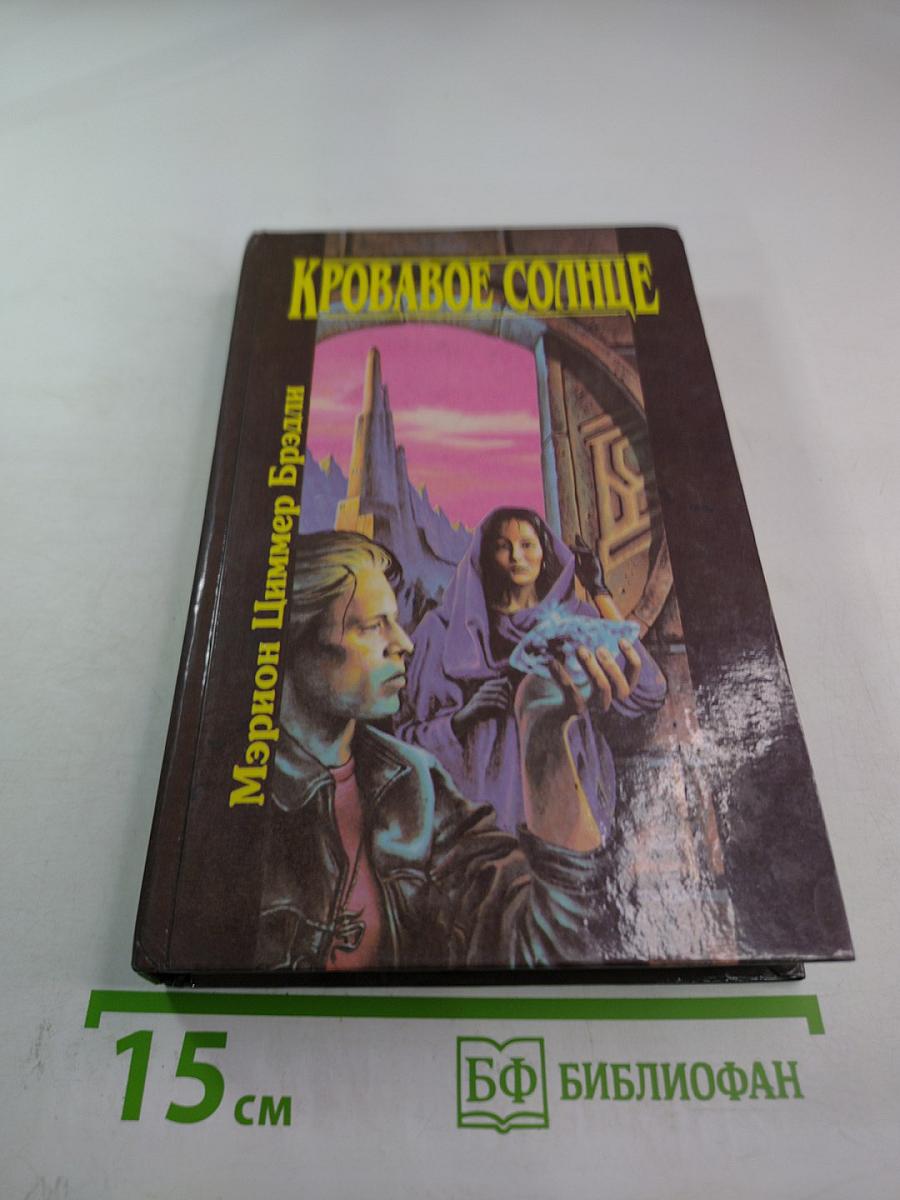 КРОВАВОЕ СОЛНЦЕ
Мэрион Циммер Брэдли
15 см
БФ БИБЛИОФАН